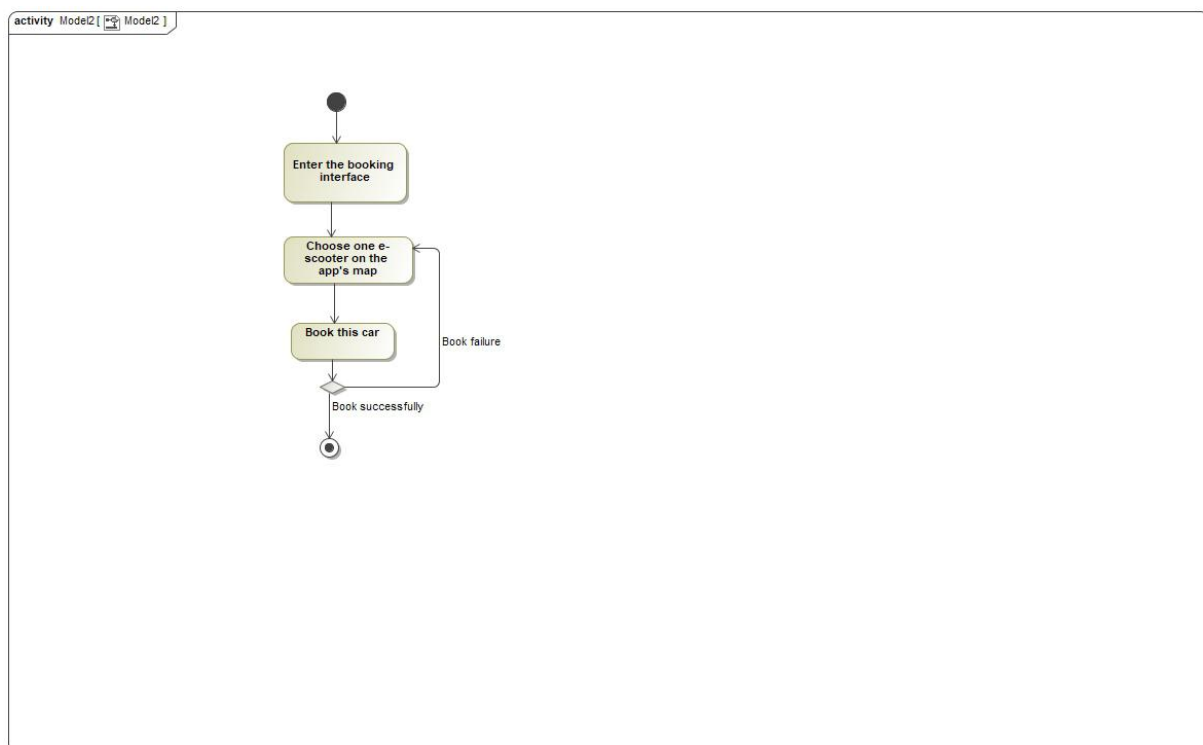 activity Model2 [ Model2 ]
Enter the booking
interface
Choose one e-
scooter on the
app's map
Book this car
Book failure
Book successfully